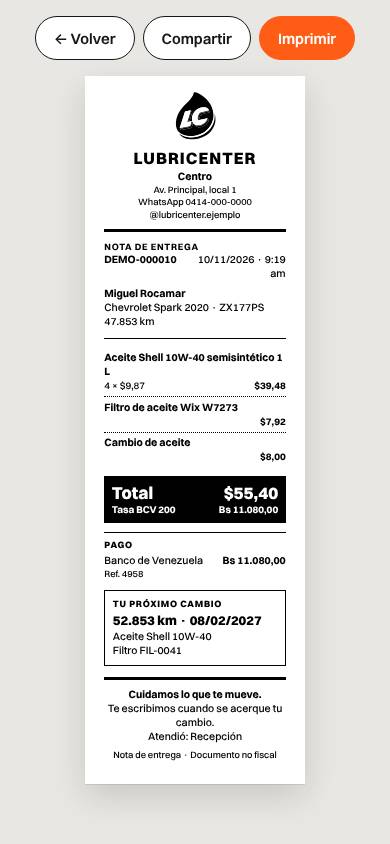 ← Volver
Compartir
Imprimir
LC
LUBRICENTER
Centro
Av. Principal, local 1
WhatsApp 0414-000-0000
@lubricenter.ejemplo
NOTA DE ENTREGA
DEMO-000010 10/11/2026 · 9:19
am
Miguel Rocamar
Chevrolet Spark 2020 · ZX177PS
47.853 km
Aceite Shell 10W-40 semisintético 1
L
4 × $9,87 $39,48
Filtro de aceite Wix W7273
$7,92
Cambio de aceite
$8,00
Total $55,40
Tasa BCV 200 Bs 11.080,00
PAGO
Banco de Venezuela Bs 11.080,00
Ref. 4958
TU PRÓXIMO CAMBIO
52.853 km · 08/02/2027
Aceite Shell 10W-40
Filtro FIL-0041
Cuidamos lo que te mueve.
Te escribimos cuando se acerque tu
cambio.
Atendió: Recepción
Nota de entrega · Documento no fiscal